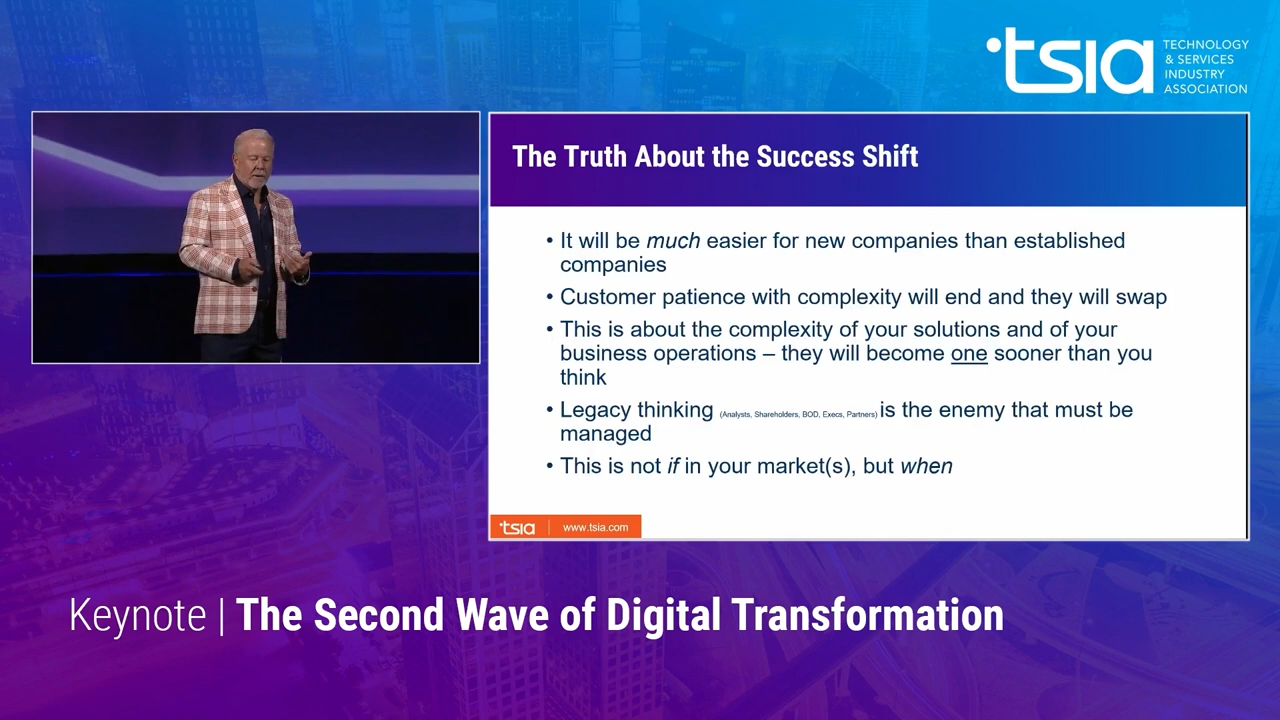 tsia TECHNOLOGY
& SERVICES
INDUSTRY
ASSOCIATION
The Truth About the Success Shift
• It will be much easier for new companies than established
companies
• Customer patience with complexity will end and they will swap
• This is about the complexity of your solutions and of your
business operations – they will become one sooner than you
think
• Legacy thinking (Analysts, Shareholders, BOD, Execs, Partners) is the enemy that must be
managed
• This is not if in your market(s), but when
tsia | www.tsia.com
Keynote | The Second Wave of Digital Transformation